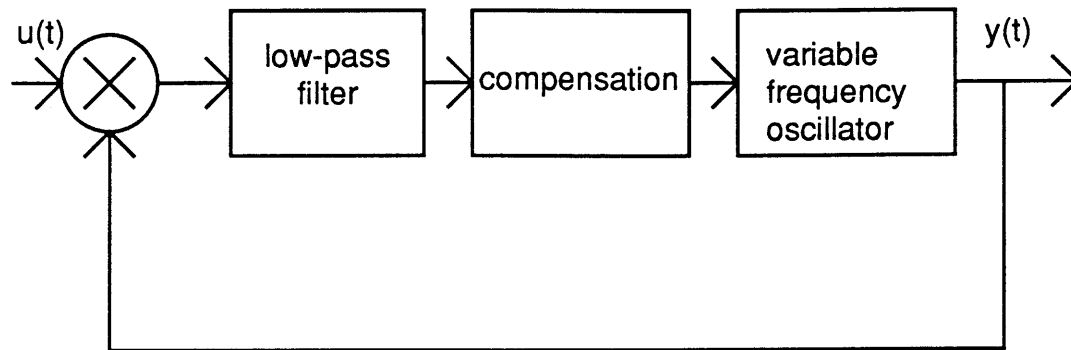 u(t)
low-pass
filter
compensation
variable
frequency
oscillator
y(t)